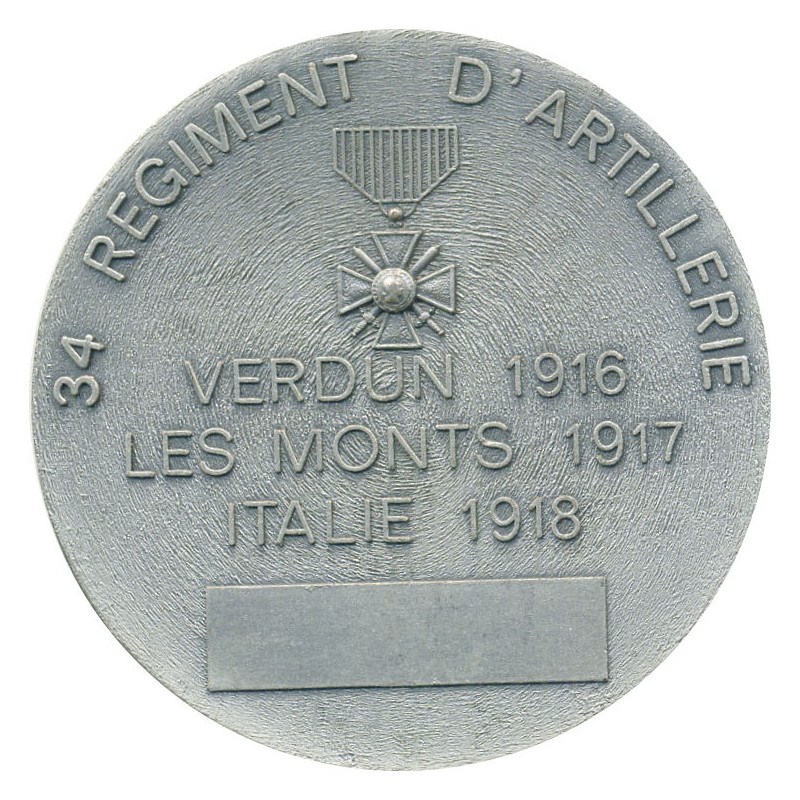 34 REGIMENT D'ARTILLERIE
VERDUN 1916
LES MONTS 1917
ITALIE 1918